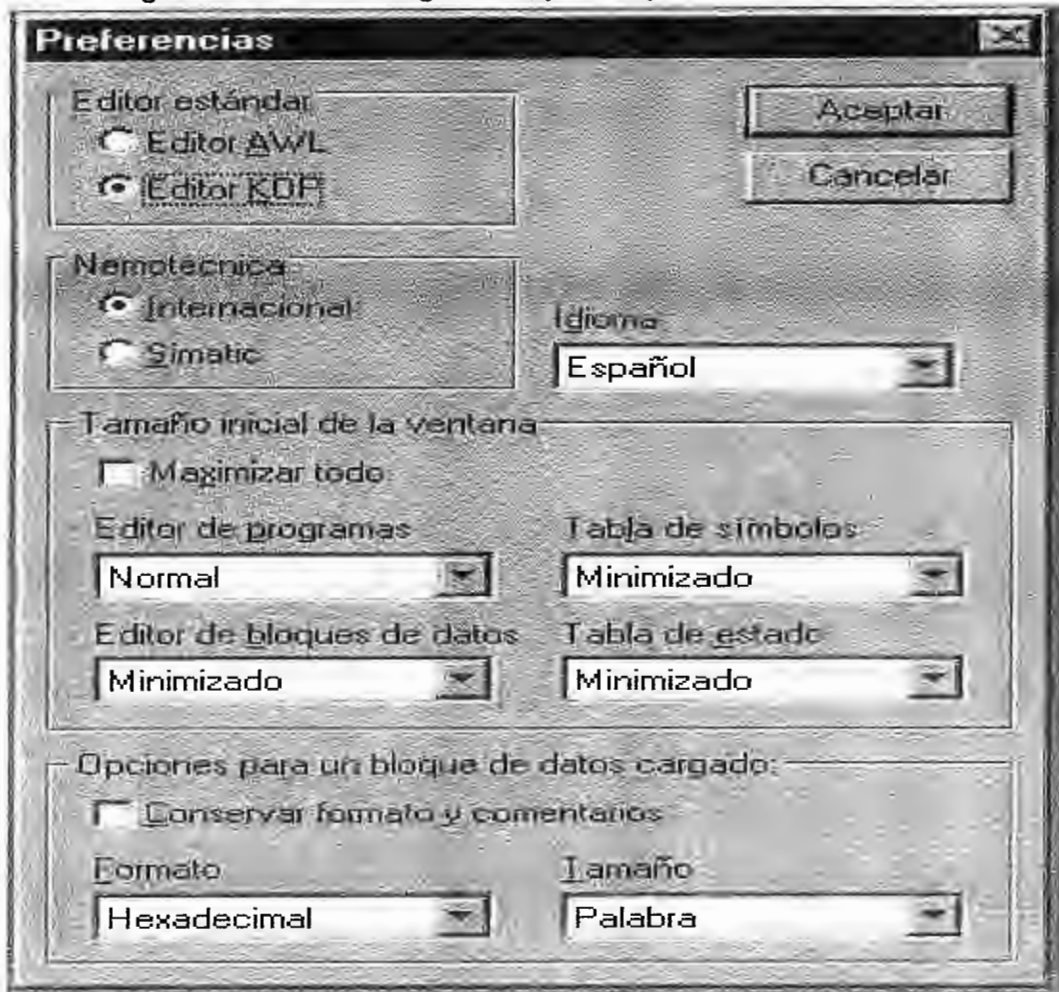 Preferencias
Editor estándar
Editor AWL
Editor KOP
Aceptar
Cancelar
Nemotécnica
Internacional
Simatic
Idioma
Español
Tamaño inicial de la ventana
Maximizar todo
Editor de programas
Tabla de símbolos
Normal
Minimizado
Editor de bloques de datos
Tabla de estado
Minimizado
Minimizado
Opciones para un bloque de datos cargado:
Conservar formato y comentarios
Formato
Tamaño
Hexadecimal
Palabra